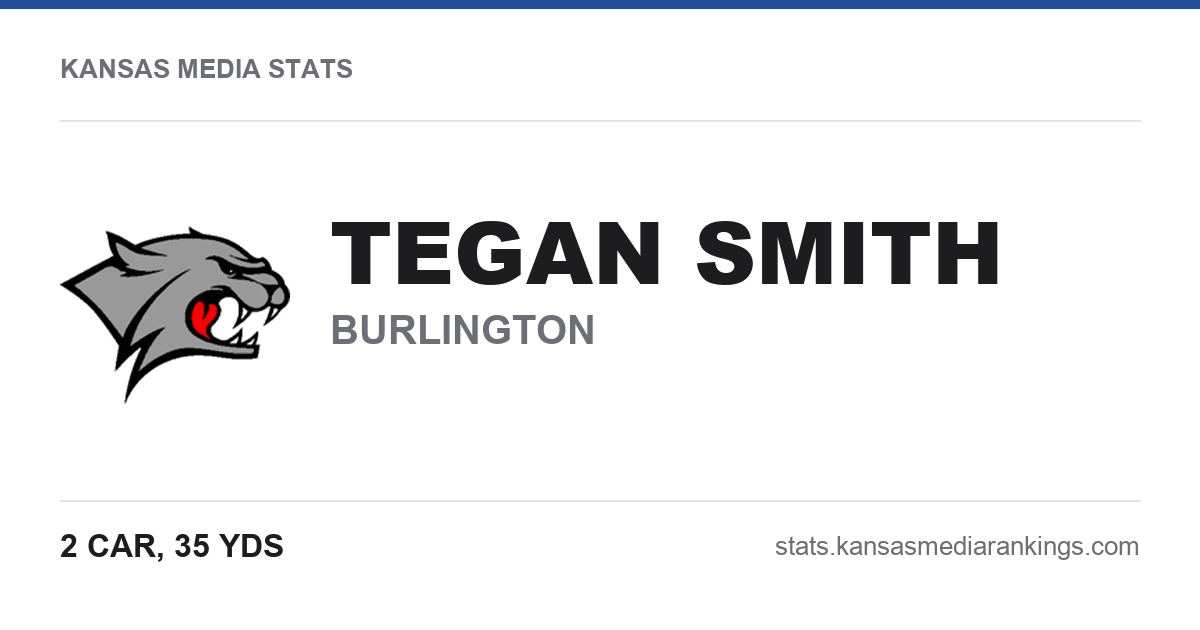 KANSAS MEDIA STATS
TEGAN SMITH
BURLINGTON
2 CAR, 35 YDS
stats.kansasmediarankings.com